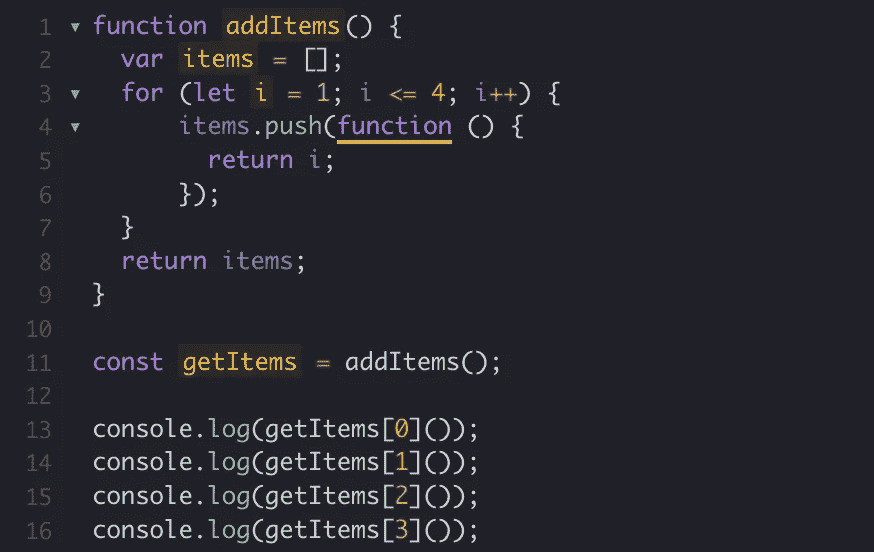 1 ▾ function addItems() {
2 var items = [];
3 ▾ for (let i = 1; i <= 4; i++) {
4 ▾ items.push(function () {
5 return i;
6 });
7 }
8 return items;
9 }
10
11 const getItems = addItems();
12
13 console.log(getItems[0]());
14 console.log(getItems[1]());
15 console.log(getItems[2]());
16 console.log(getItems[3]());